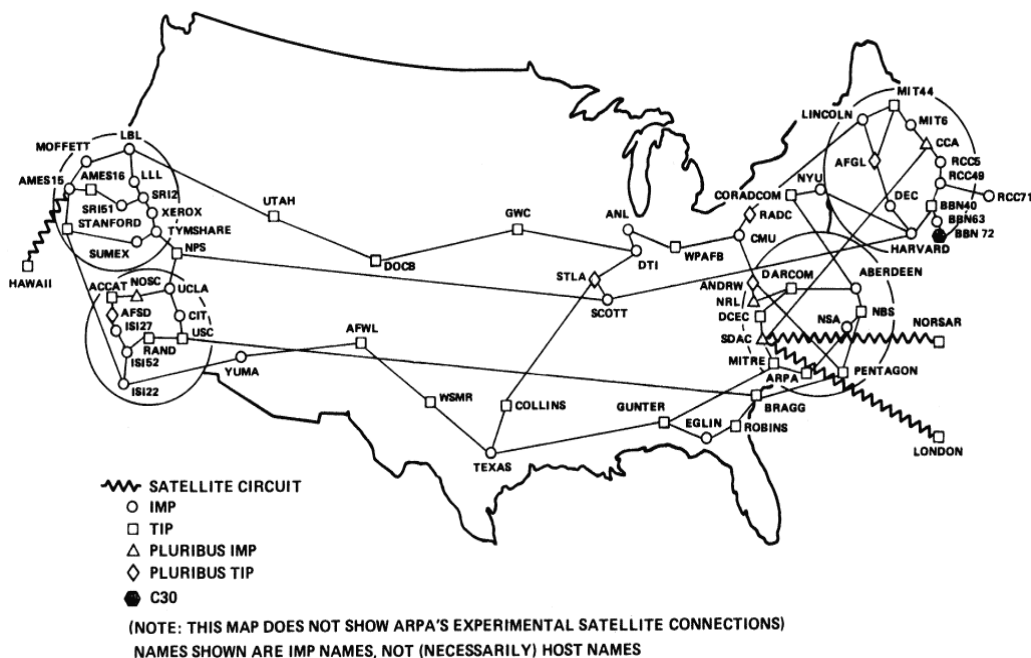 MIT44
LINCOLN
MIT6
CCA
AFGL
RCC5
RCC49
RCC71
DEC
BBN40
BBN63
BBN 72
HARVARD
LBL
MOFFETT
AMES16
LLL
AMES15
SRI2
SRI51
XEROX
STANFORD
TYMSHARE
SUMEX
NPS
HAWAII
UTAH
DOCB
GWC
ANL
DTI
WPAFB
CMU
CORADCOM
NYU
RADC
STLA
SCOTT
DARCOM
ABERDEEN
ANDRW
NRL
DCEC
NSA
NBS
SDAC
NORSAR
MITRE
ARPA
PENTAGON
BRAGG
LONDON
ACCAT
NOSC
UCLA
AFSD
ISI27
CIT
RAND
USC
ISI52
ISI22
YUMA
AFWL
WSMR
COLLINS
TEXAS
GUNTER
EGLIN
ROBINS
SATELLITE CIRCUIT
IMP
TIP
PLURIBUS IMP
PLURIBUS TIP
C30
(NOTE: THIS MAP DOES NOT SHOW ARPA'S EXPERIMENTAL SATELLITE CONNECTIONS)
NAMES SHOWN ARE IMP NAMES, NOT (NECESSARILY) HOST NAMES